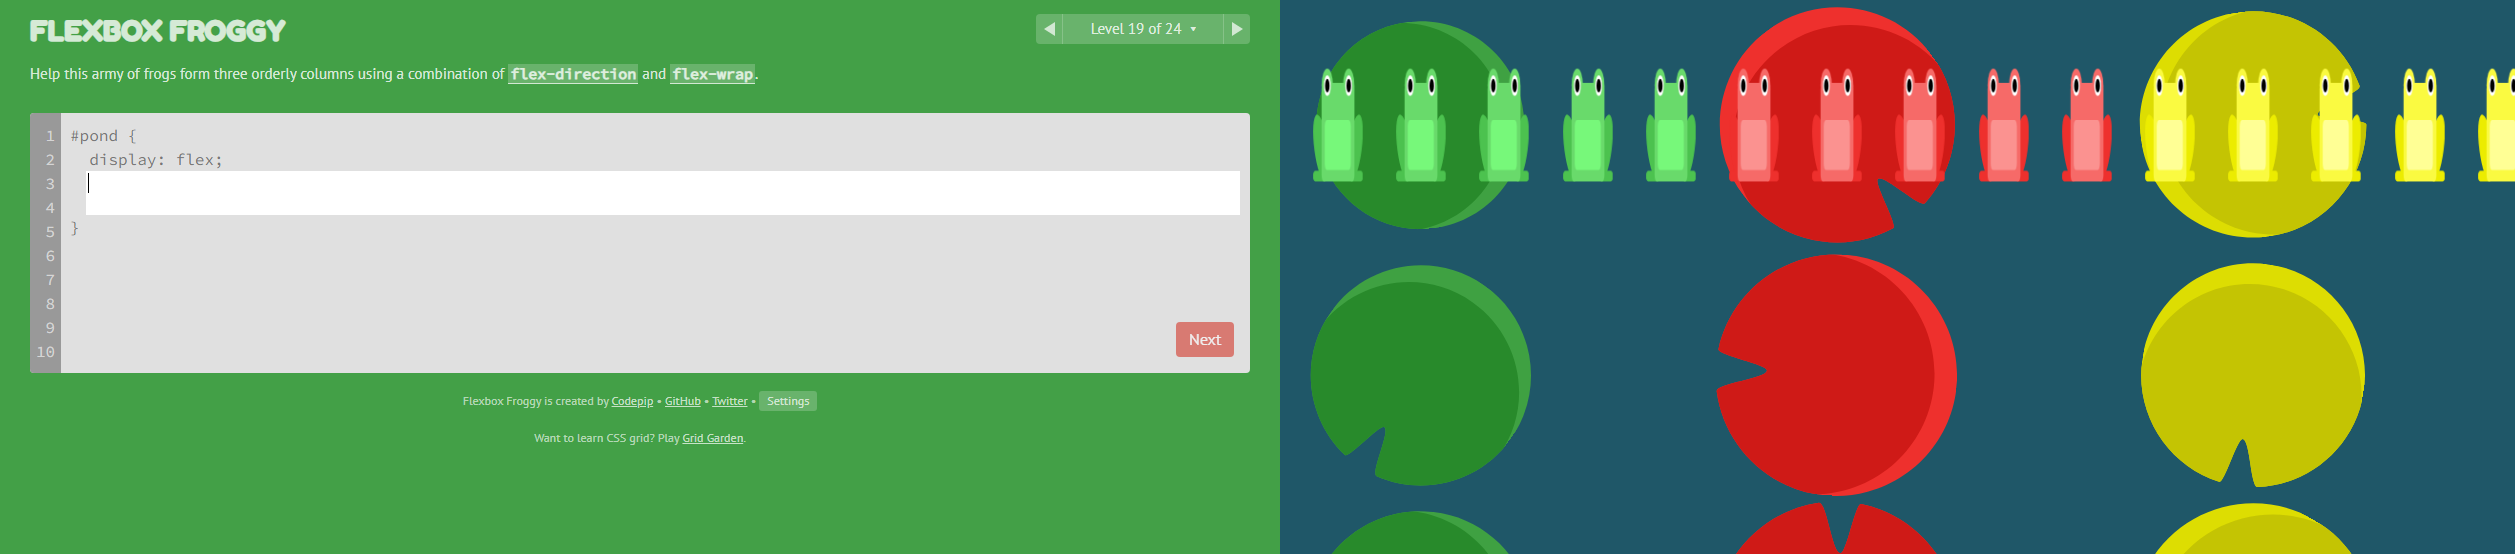 FLEXBOX FROGGY
Level 19 of 24
Help this army of frogs form three orderly columns using a combination of flex-direction and flex-wrap.
1 #pond {
2 display: flex;
3
4
5 }
6
7
8
9
10
Next
Flexbox Froggy is created by Codepip • GitHub • Twitter • Settings
Want to learn CSS grid? Play Grid Garden.